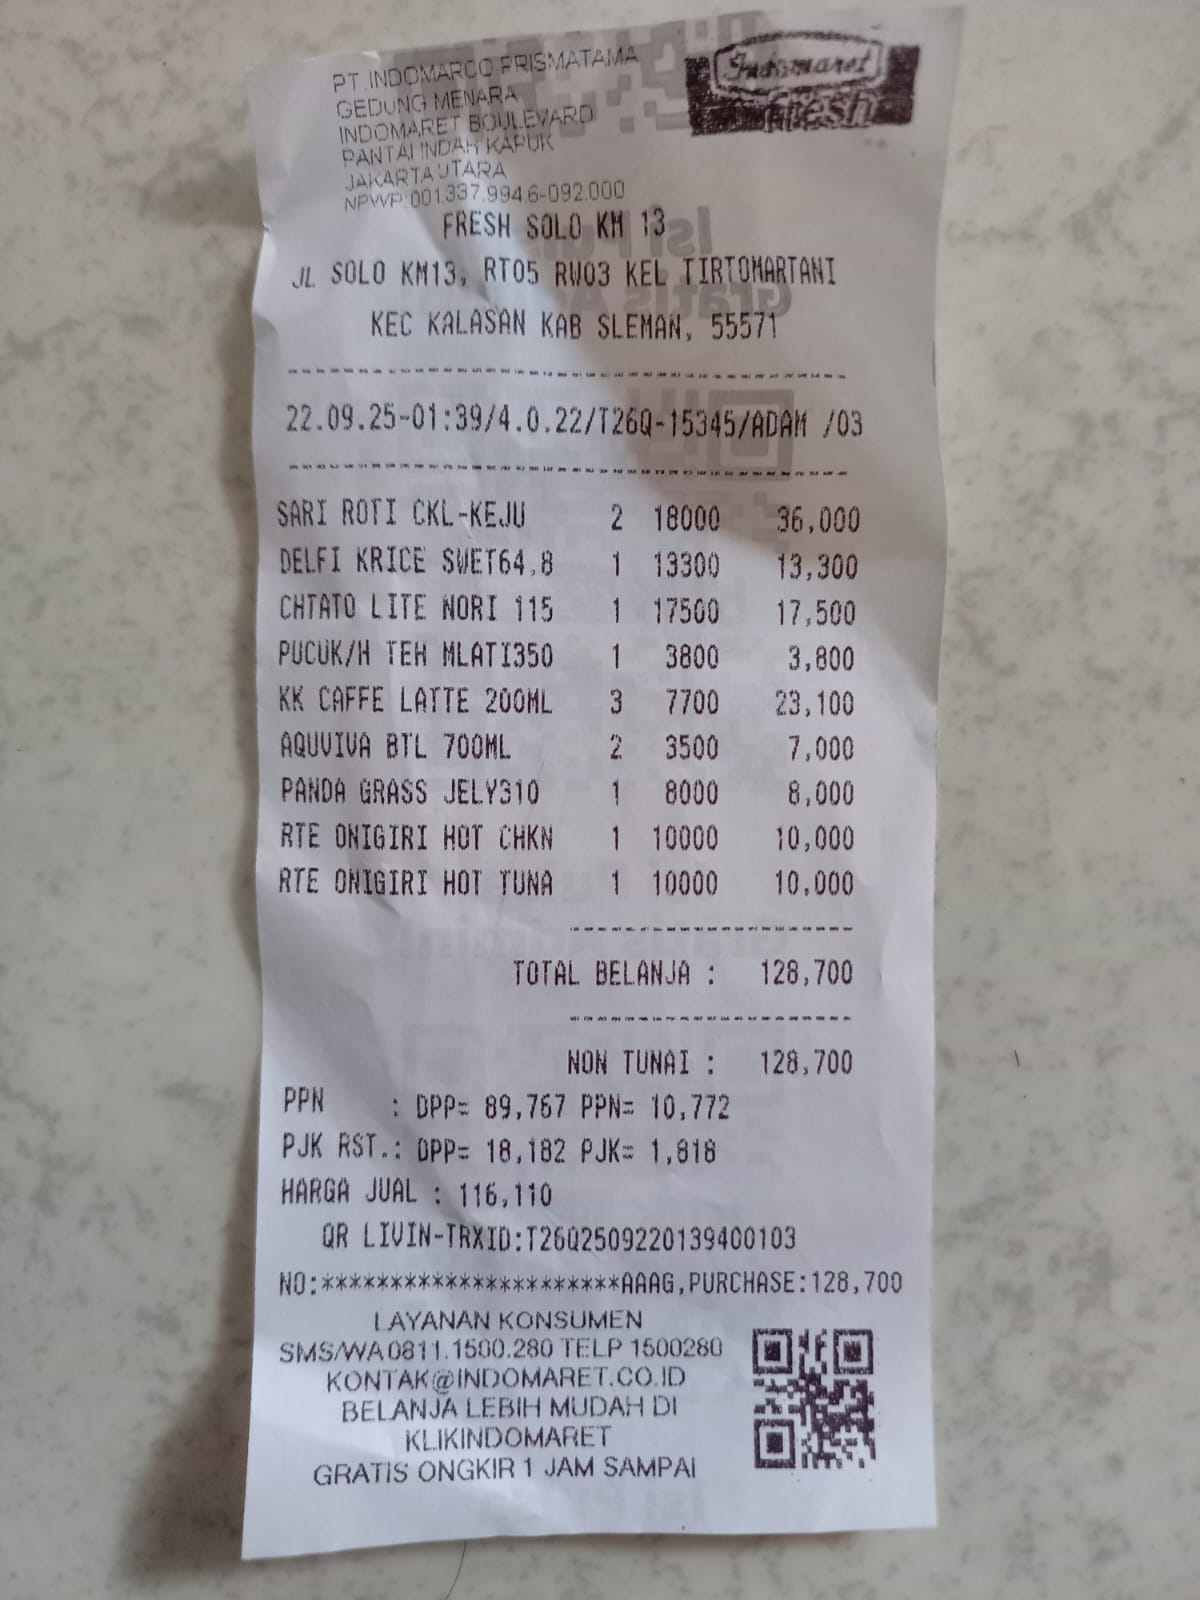 PT.INDOMARCO PRISMATAMA
GEDUNG MENARA
INDOMARET BOULEVARD
PANTAI INDAH KAPUK
JAKARTA UTARA
NPWP:001.337.994.6-092.000
Indomaret
fresh
FRESH SOLO KM 13
JL SOLO KM13, RT05 RW03 KEL TIRTOMARTANI
KEC KALASAN KAB SLEMAN, 55571
22.09.25-01:39/4.0.22/T26Q-15345/ADAM /03
SARI ROTI CKL-KEJU 2 18000 36,000
DELFI KRICE SWET64,8 1 13300 13,300
CHTATO LITE NORI 115 1 17500 17,500
PUCUK/H TEH MLATI350 1 3800 3,800
KK CAFFE LATTE 200ML 3 7700 23,100
AQUVIVA BTL 700ML 2 3500 7,000
PANDA GRASS JELY310 1 8000 8,000
RTE ONIGIRI HOT CHKN 1 10000 10,000
RTE ONIGIRI HOT TUNA 1 10000 10,000
TOTAL BELANJA : 128,700
NON TUNAI : 128,700
PPN : DPP= 89,767 PPN= 10,772
PJK RST.: DPP= 18,182 PJK= 1,818
HARGA JUAL : 116,110
QR LIVIN-TRXID:T26Q2509220139400103
NO:**********************AAAG,PURCHASE:128,700
LAYANAN KONSUMEN
SMS/WA 0811.1500.280 TELP 1500280
KONTAK@INDOMARET.CO.ID
BELANJA LEBIH MUDAH DI
KLIKINDOMARET
GRATIS ONGKIR 1 JAM SAMPAI